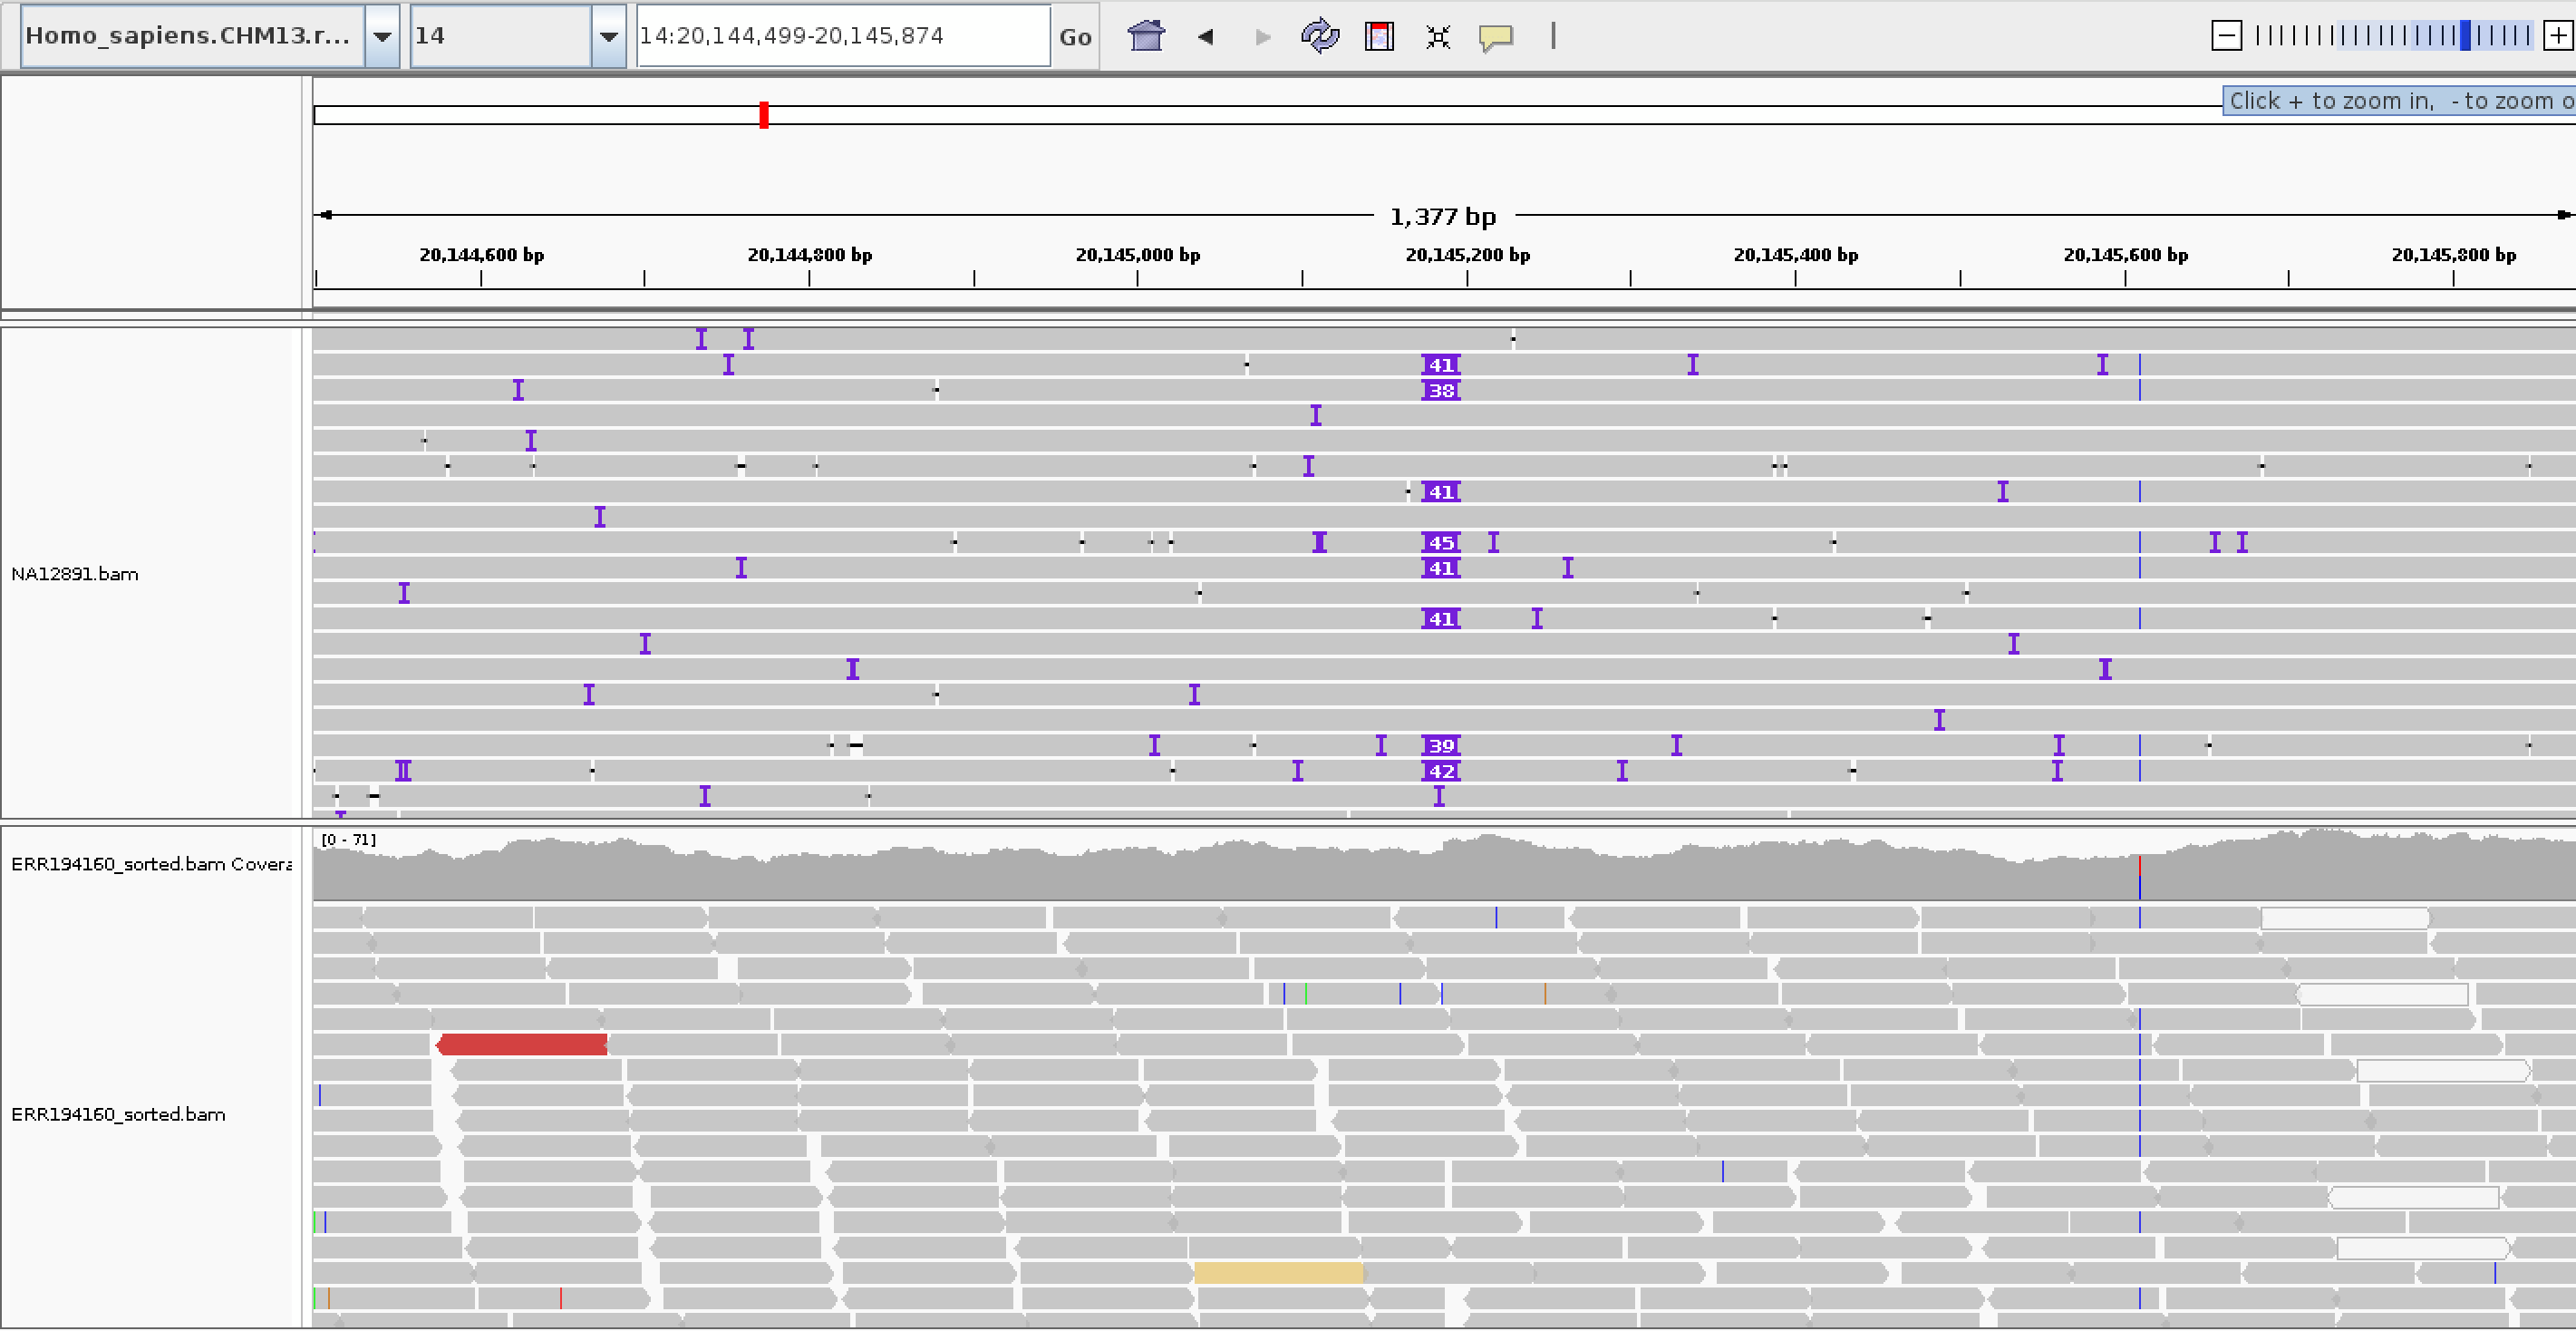 Homo_sapiens.CHM13.r... 14 14:20,144,499-20,145,874 Go
Click + to zoom in, - to zoom o
1,377 bp
20,144,600 bp 20,144,800 bp 20,145,000 bp 20,145,200 bp 20,145,400 bp 20,145,600 bp 20,145,800 bp
41
38
41
45
NA12891.bam 41
41
39
42
[0 - 71]
ERR194160_sorted.bam Covera
ERR194160_sorted.bam